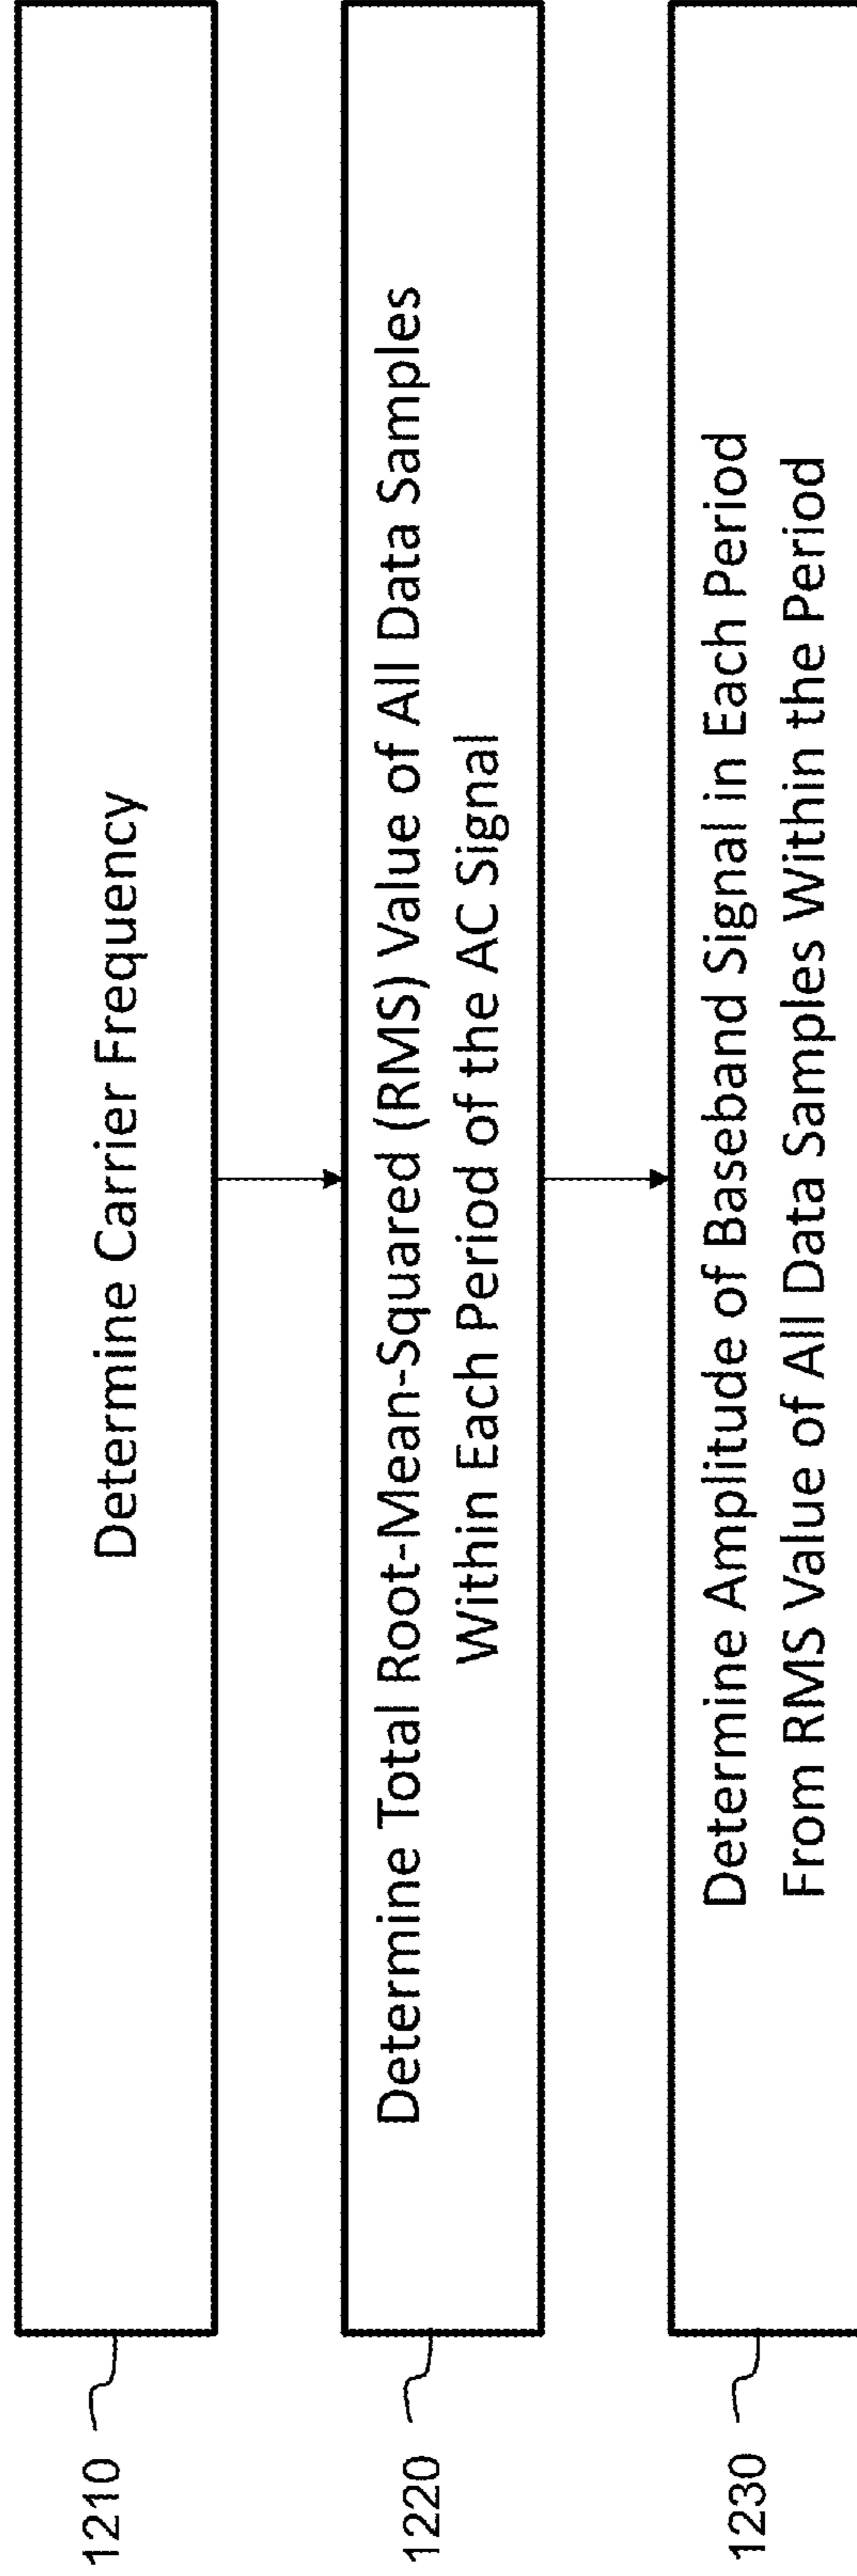 1210
Determine Carrier Frequency
1220
Determine Total Root-Mean-Squared (RMS) Value of All Data Samples
Within Each Period of the AC Signal
1230
Determine Amplitude of Baseband Signal in Each Period
From RMS Value of All Data Samples Within the Period